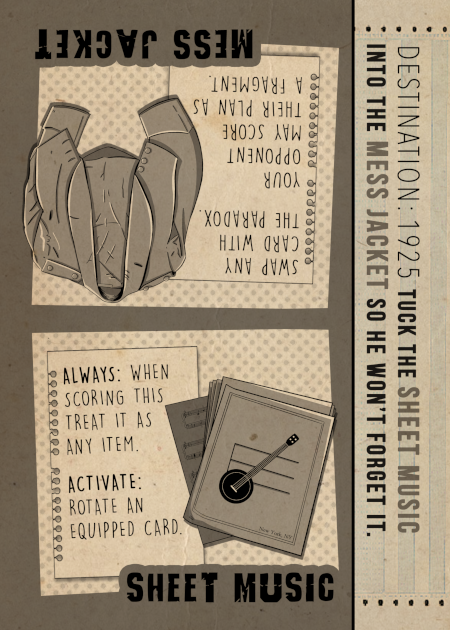 MESS JACKET
SWAP ANY
CARD WITH
THE PARADOX.
YOUR
OPPONENT
MAY SCORE
THEIR PLAN AS
A FRAGMENT.
ALWAYS: WHEN
SCORING THIS
TREAT IT AS
ANY ITEM.
ACTIVATE:
ROTATE AN
EQUIPPED CARD.
New York, NY
SHEET MUSIC
DESTINATION: 1925 TUCK THE SHEET MUSIC
INTO THE MESS JACKET SO HE WON'T FORGET IT.